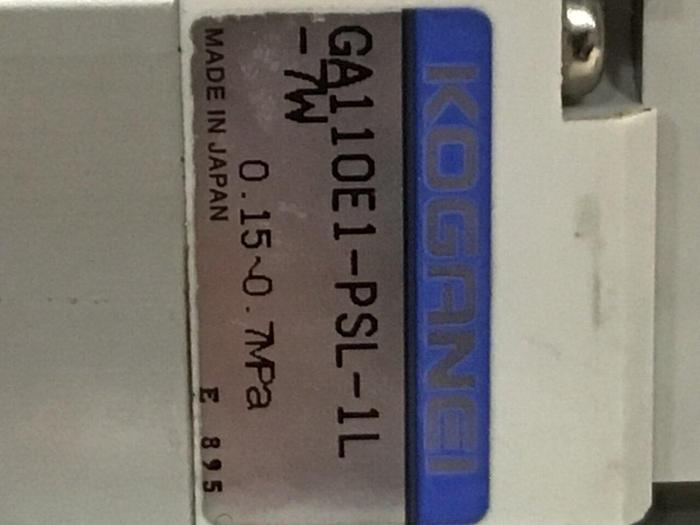 KOGANEI
GA110E1-PSL-1L
-7W
0.15~0.7MPa
MADE IN JAPAN
E 895